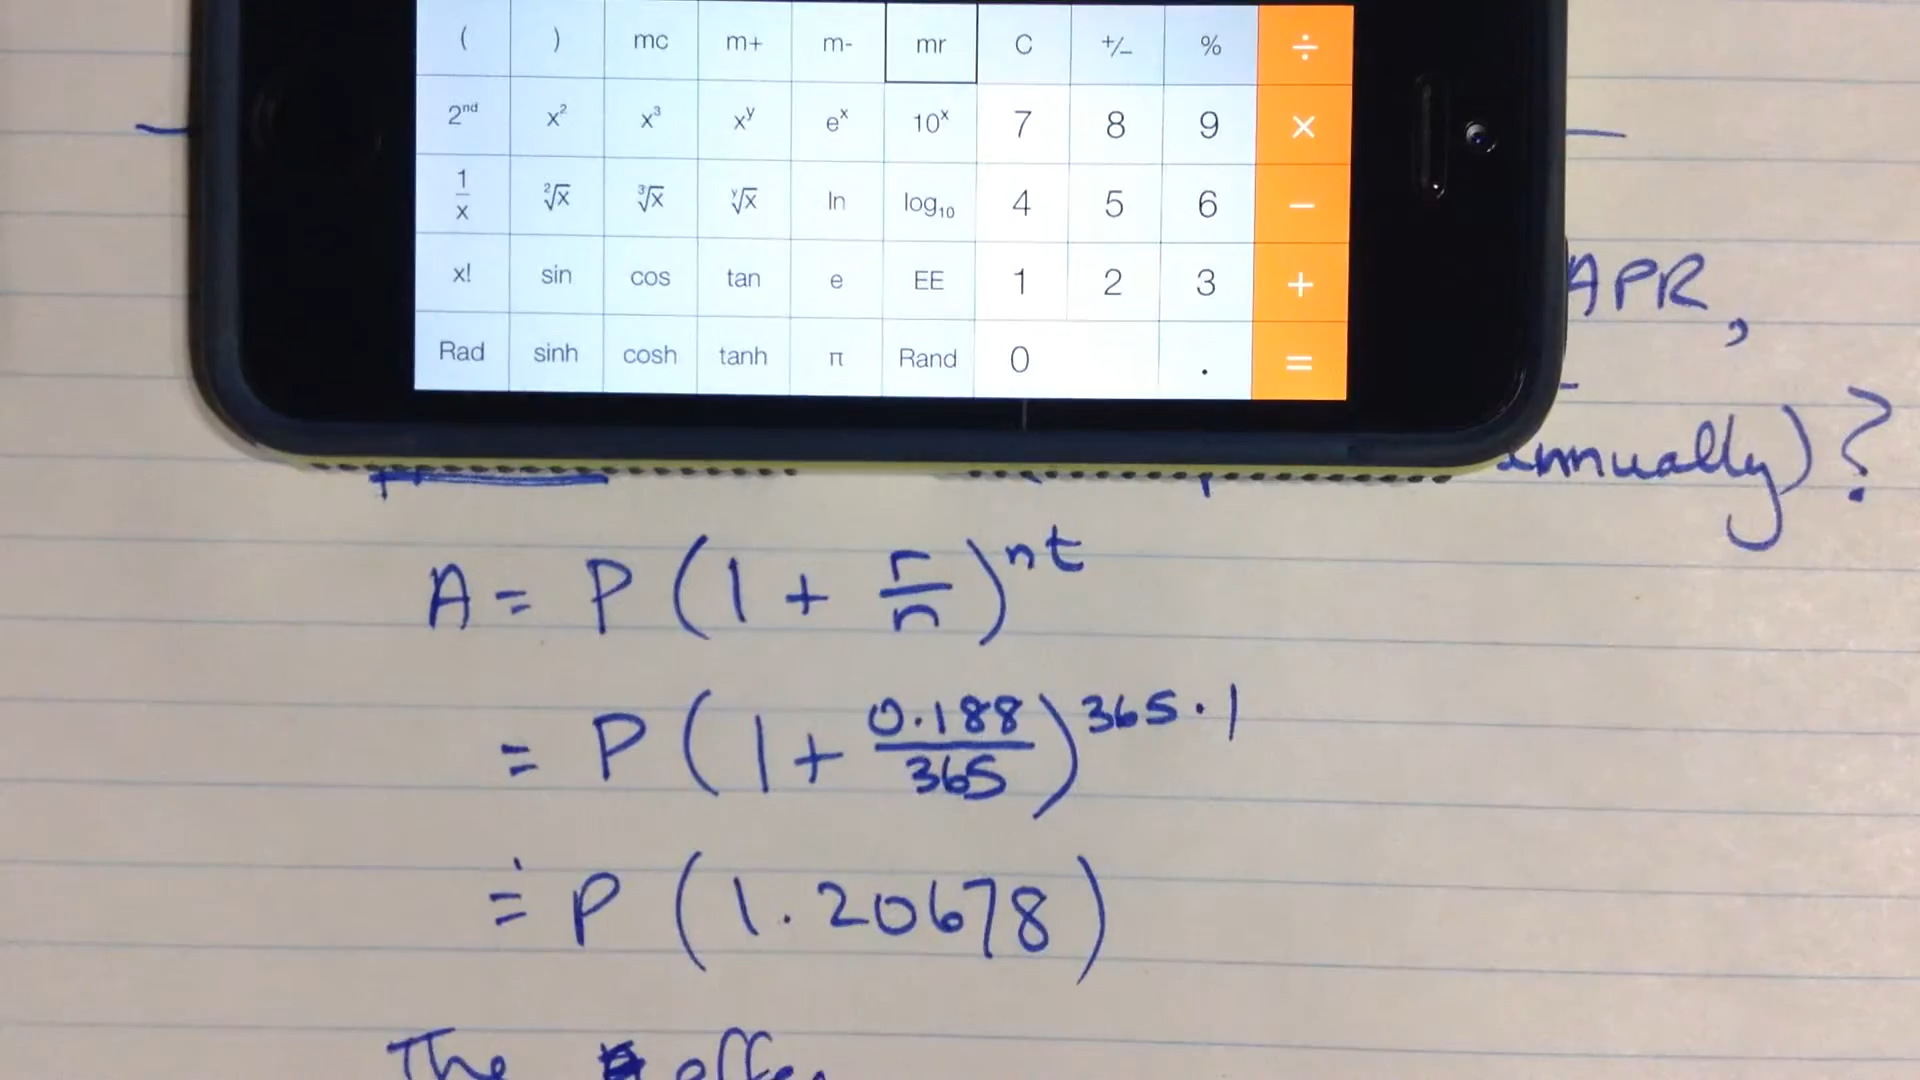 ( ) mc m+ m- mr C +/− % ÷
2ⁿᵈ x² x³ xʸ eˣ 10ˣ 7 8 9 ×
1/x ²√x ³√x ʸ√x ln log₁₀ 4 5 6 −
x! sin cos tan e EE 1 2 3 +
Rad sinh cosh tanh π Rand 0 . =
APR,
annually)?
A = P(1 + r/n)ⁿᵗ
= P(1 + 0.188/365)³⁶⁵·¹
≐ P(1.20678)
The